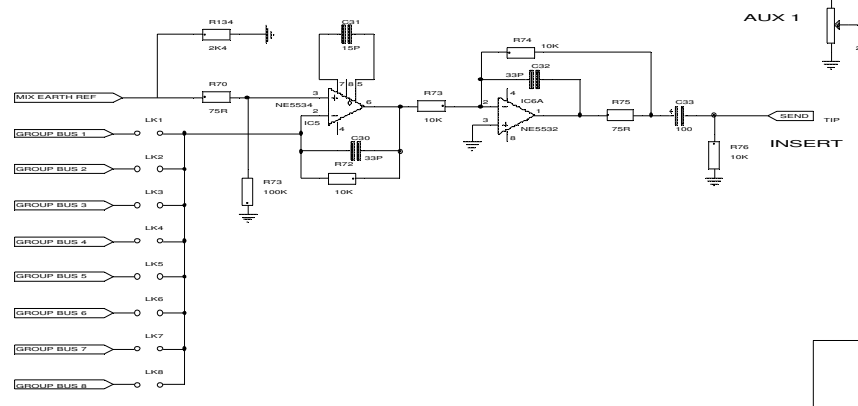 AUX 1
R134
2K4
C31
15P
R74
10K
C32
33P
MIX EARTH REF
R70
75R
3
2
7
8
5
6
4
NE5534
IC5
R73
10K
2
3
4
8
1
IC6A
NE5532
R75
75R
C33
100
SEND
TIP
INSERT
R76
10K
C30
33P
R72
10K
R73
100K
GROUP BUS 1
LK1
GROUP BUS 2
LK2
GROUP BUS 3
LK3
GROUP BUS 4
LK4
GROUP BUS 5
LK5
GROUP BUS 6
LK6
GROUP BUS 7
LK7
GROUP BUS 8
LK8